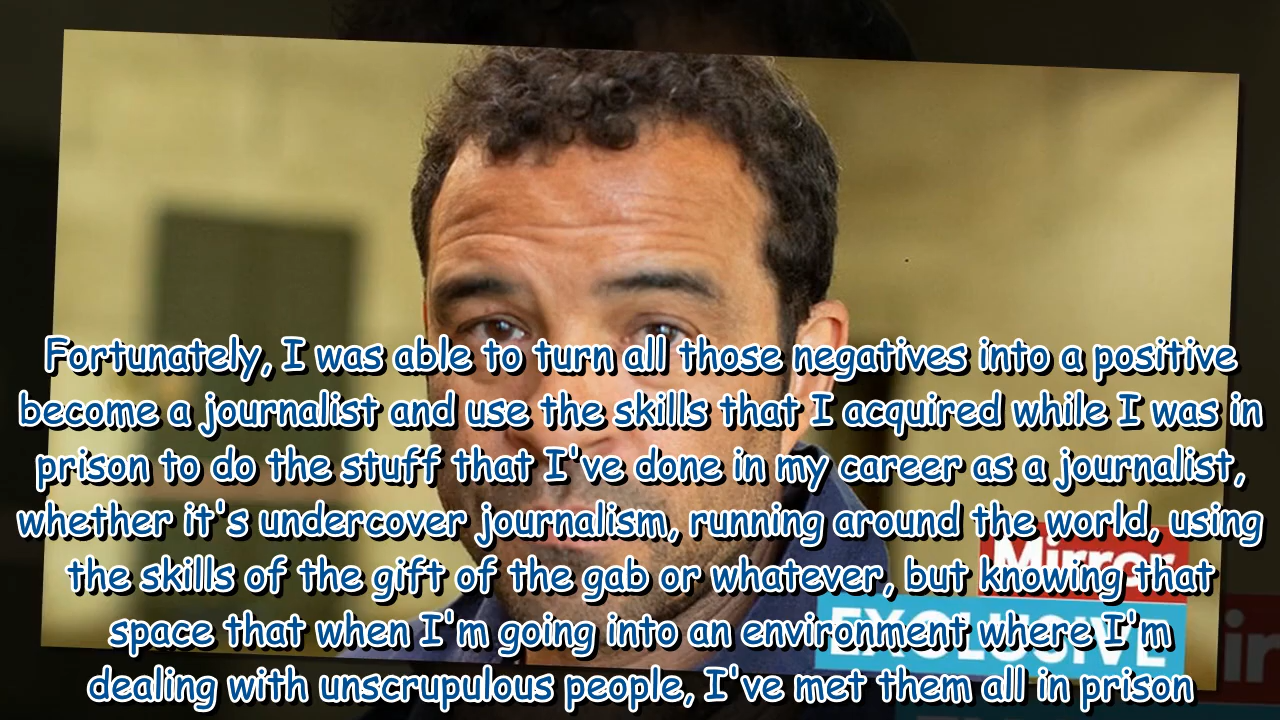 Fortunately, I was able to turn all those negatives into a positive
become a journalist and use the skills that I acquired while I was in
prison to do the stuff that I've done in my career as a journalist,
whether it's undercover journalism, running around the world, using
the skills of the gift of the gab or whatever, but knowing that
space that when I'm going into an environment where I'm
dealing with unscrupulous people, I've met them all in prison
Mirror
EXCLUSIVE